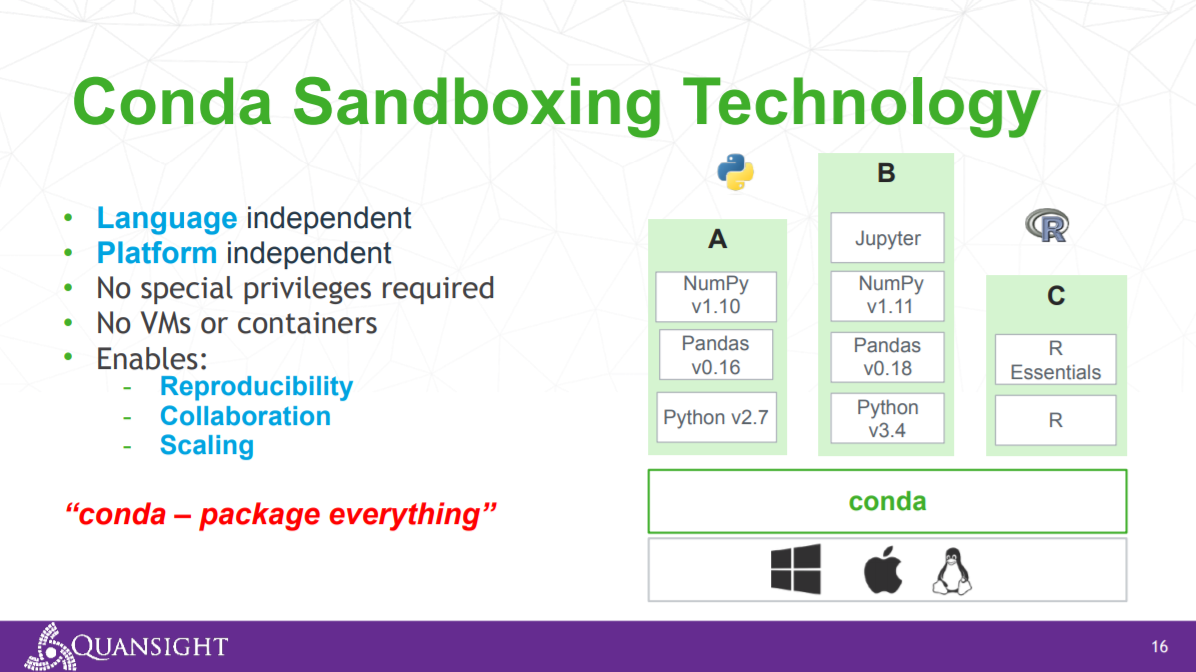 Conda Sandboxing Technology
• Language independent
• Platform independent
• No special privileges required
• No VMs or containers
• Enables:
- Reproducibility
- Collaboration
- Scaling
“conda – package everything”
A
NumPy
v1.10
Pandas
v0.16
Python v2.7
B
Jupyter
NumPy
v1.11
Pandas
v0.18
Python
v3.4
R
C
R
Essentials
R
conda
QUANSIGHT
16